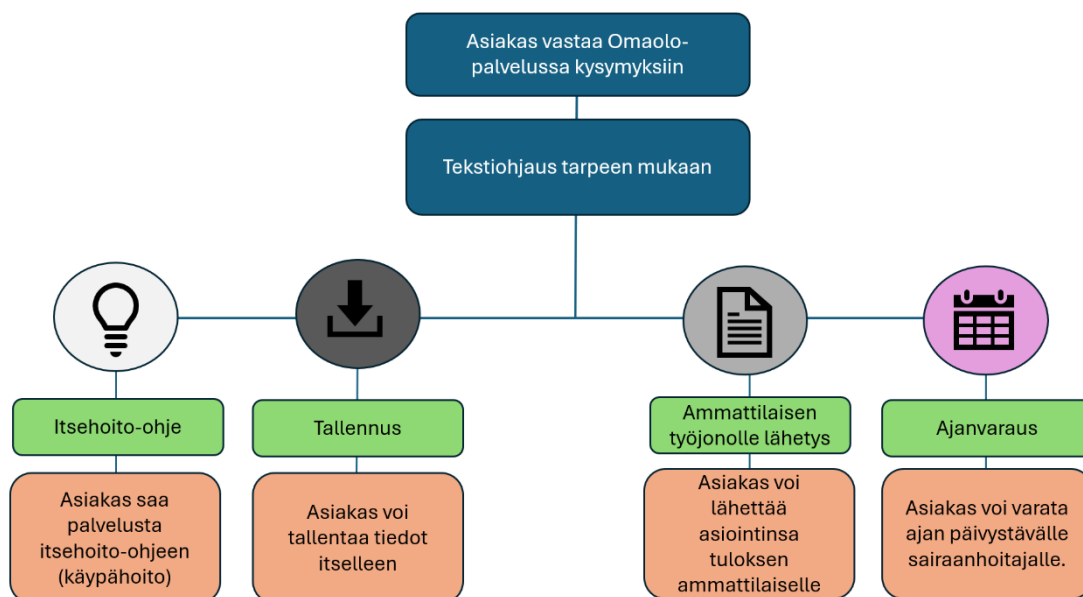 Asiakas vastaa Omaolo-
palvelussa kysymyksiin
Tekstiohjaus tarpeen mukaan
Itsehoito-ohje
Tallennus
Ammattilaisen
työjonolle lähetys
Ajanvaraus
Asiakas saa
palvelusta
itsehoito-ohjeen
(käypähoito)
Asiakas voi
tallentaa tiedot
itselleen
Asiakas voi
lähettää
asiointinsa
tuloksen
ammattilaiselle
Asiakas voi varata
ajan päivystävälle
sairaanhoitajalle.